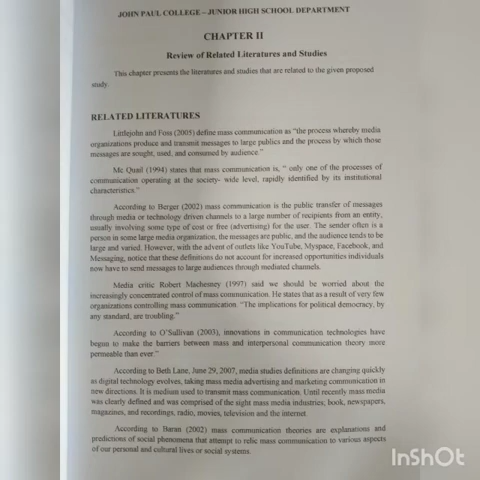 JOHN PAUL COLLEGE – JUNIOR HIGH SCHOOL DEPARTMENT
CHAPTER II
Review of Related Literatures and Studies
This chapter presents the literatures and studies that are related to the given proposed
study.
RELATED LITERATURES
Littlejohn and Foss (2005) define mass communication as "the process whereby media
organizations produce and transmit messages to large publics and the process by which those
messages are sought, used, and consumed by audience."
Mc Quail (1994) states that mass communication is, " only one of the processes of
communication operating at the society- wide level, rapidly identified by its institutional
characteristics."
According to Berger (2002) mass communication is the public transfer of messages
through media or technology driven channels to a large number of recipients from an entity,
usually involving some type of cost or free (advertising) for the user. The sender often is a
person in some large media organization, the messages are public, and the audience tends to be
large and varied. However, with the advent of outlets like YouTube, Myspace, Facebook, and
Messaging, notice that these definitions do not account for increased opportunities individuals
now have to send messages to large audiences through mediated channels.
Media critic Robert Machesney (1997) said we should be worried about the
increasingly concentrated control of mass communication. He states that as a result of very few
organizations controlling mass communication. "The implications for political democracy, by
any standard, are troubling."
According to O'Sullivan (2003), innovations in communication technologies have
begun to make the barriers between mass and interpersonal communication theory more
permeable than ever."
According to Beth Lane, June 29, 2007, media studies definitions are changing quickly
as digital technology evolves, taking mass media advertising and marketing communication in
new directions. It is medium used to transmit mass communication. Until recently mass media
was clearly defined and was comprised of the sight mass media industries; book, newspapers,
magazines, and recordings, radio, movies, television and the internet.
According to Baran (2002) mass communication theories are explanations and
predictions of social phenomena that attempt to relic mass communication to various aspects
of our personal and cultural lives or social systems.
InShOt